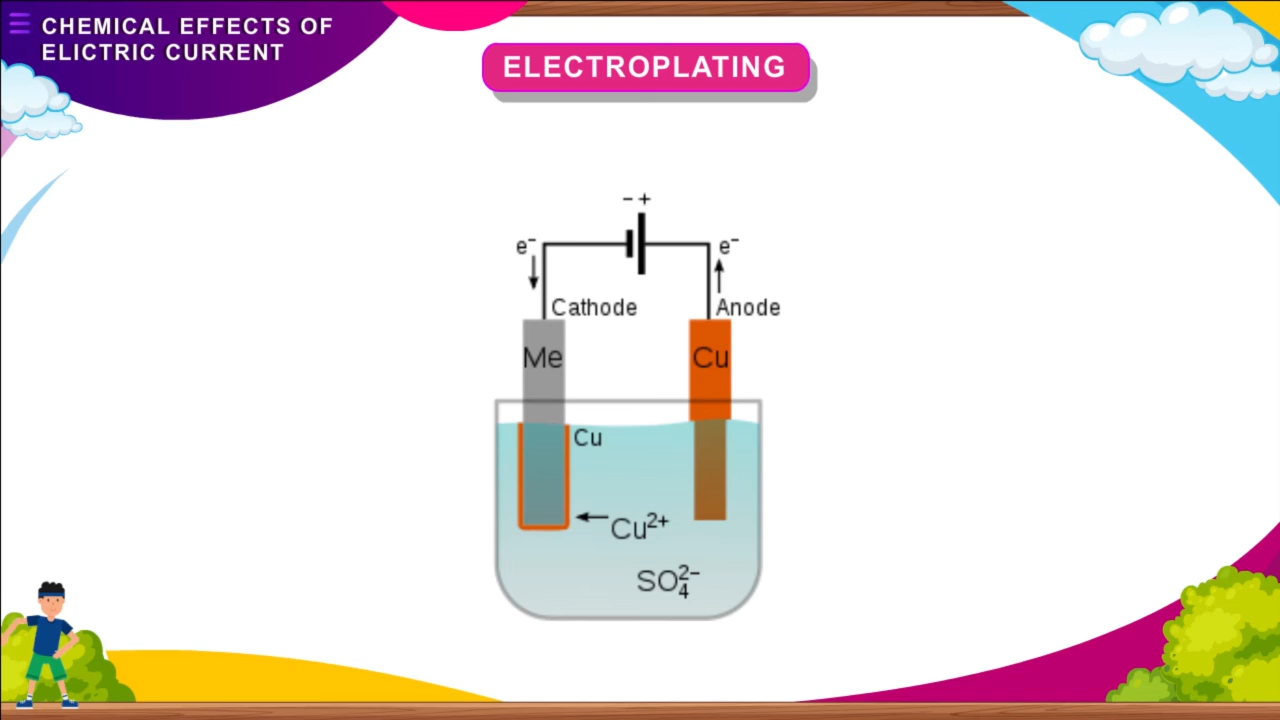 CHEMICAL EFFECTS OF
ELICTRIC CURRENT
ELECTROPLATING
− +
e⁻
e⁻
Cathode
Anode
Me
Cu
Cu
Cu²⁺
SO₄²⁻